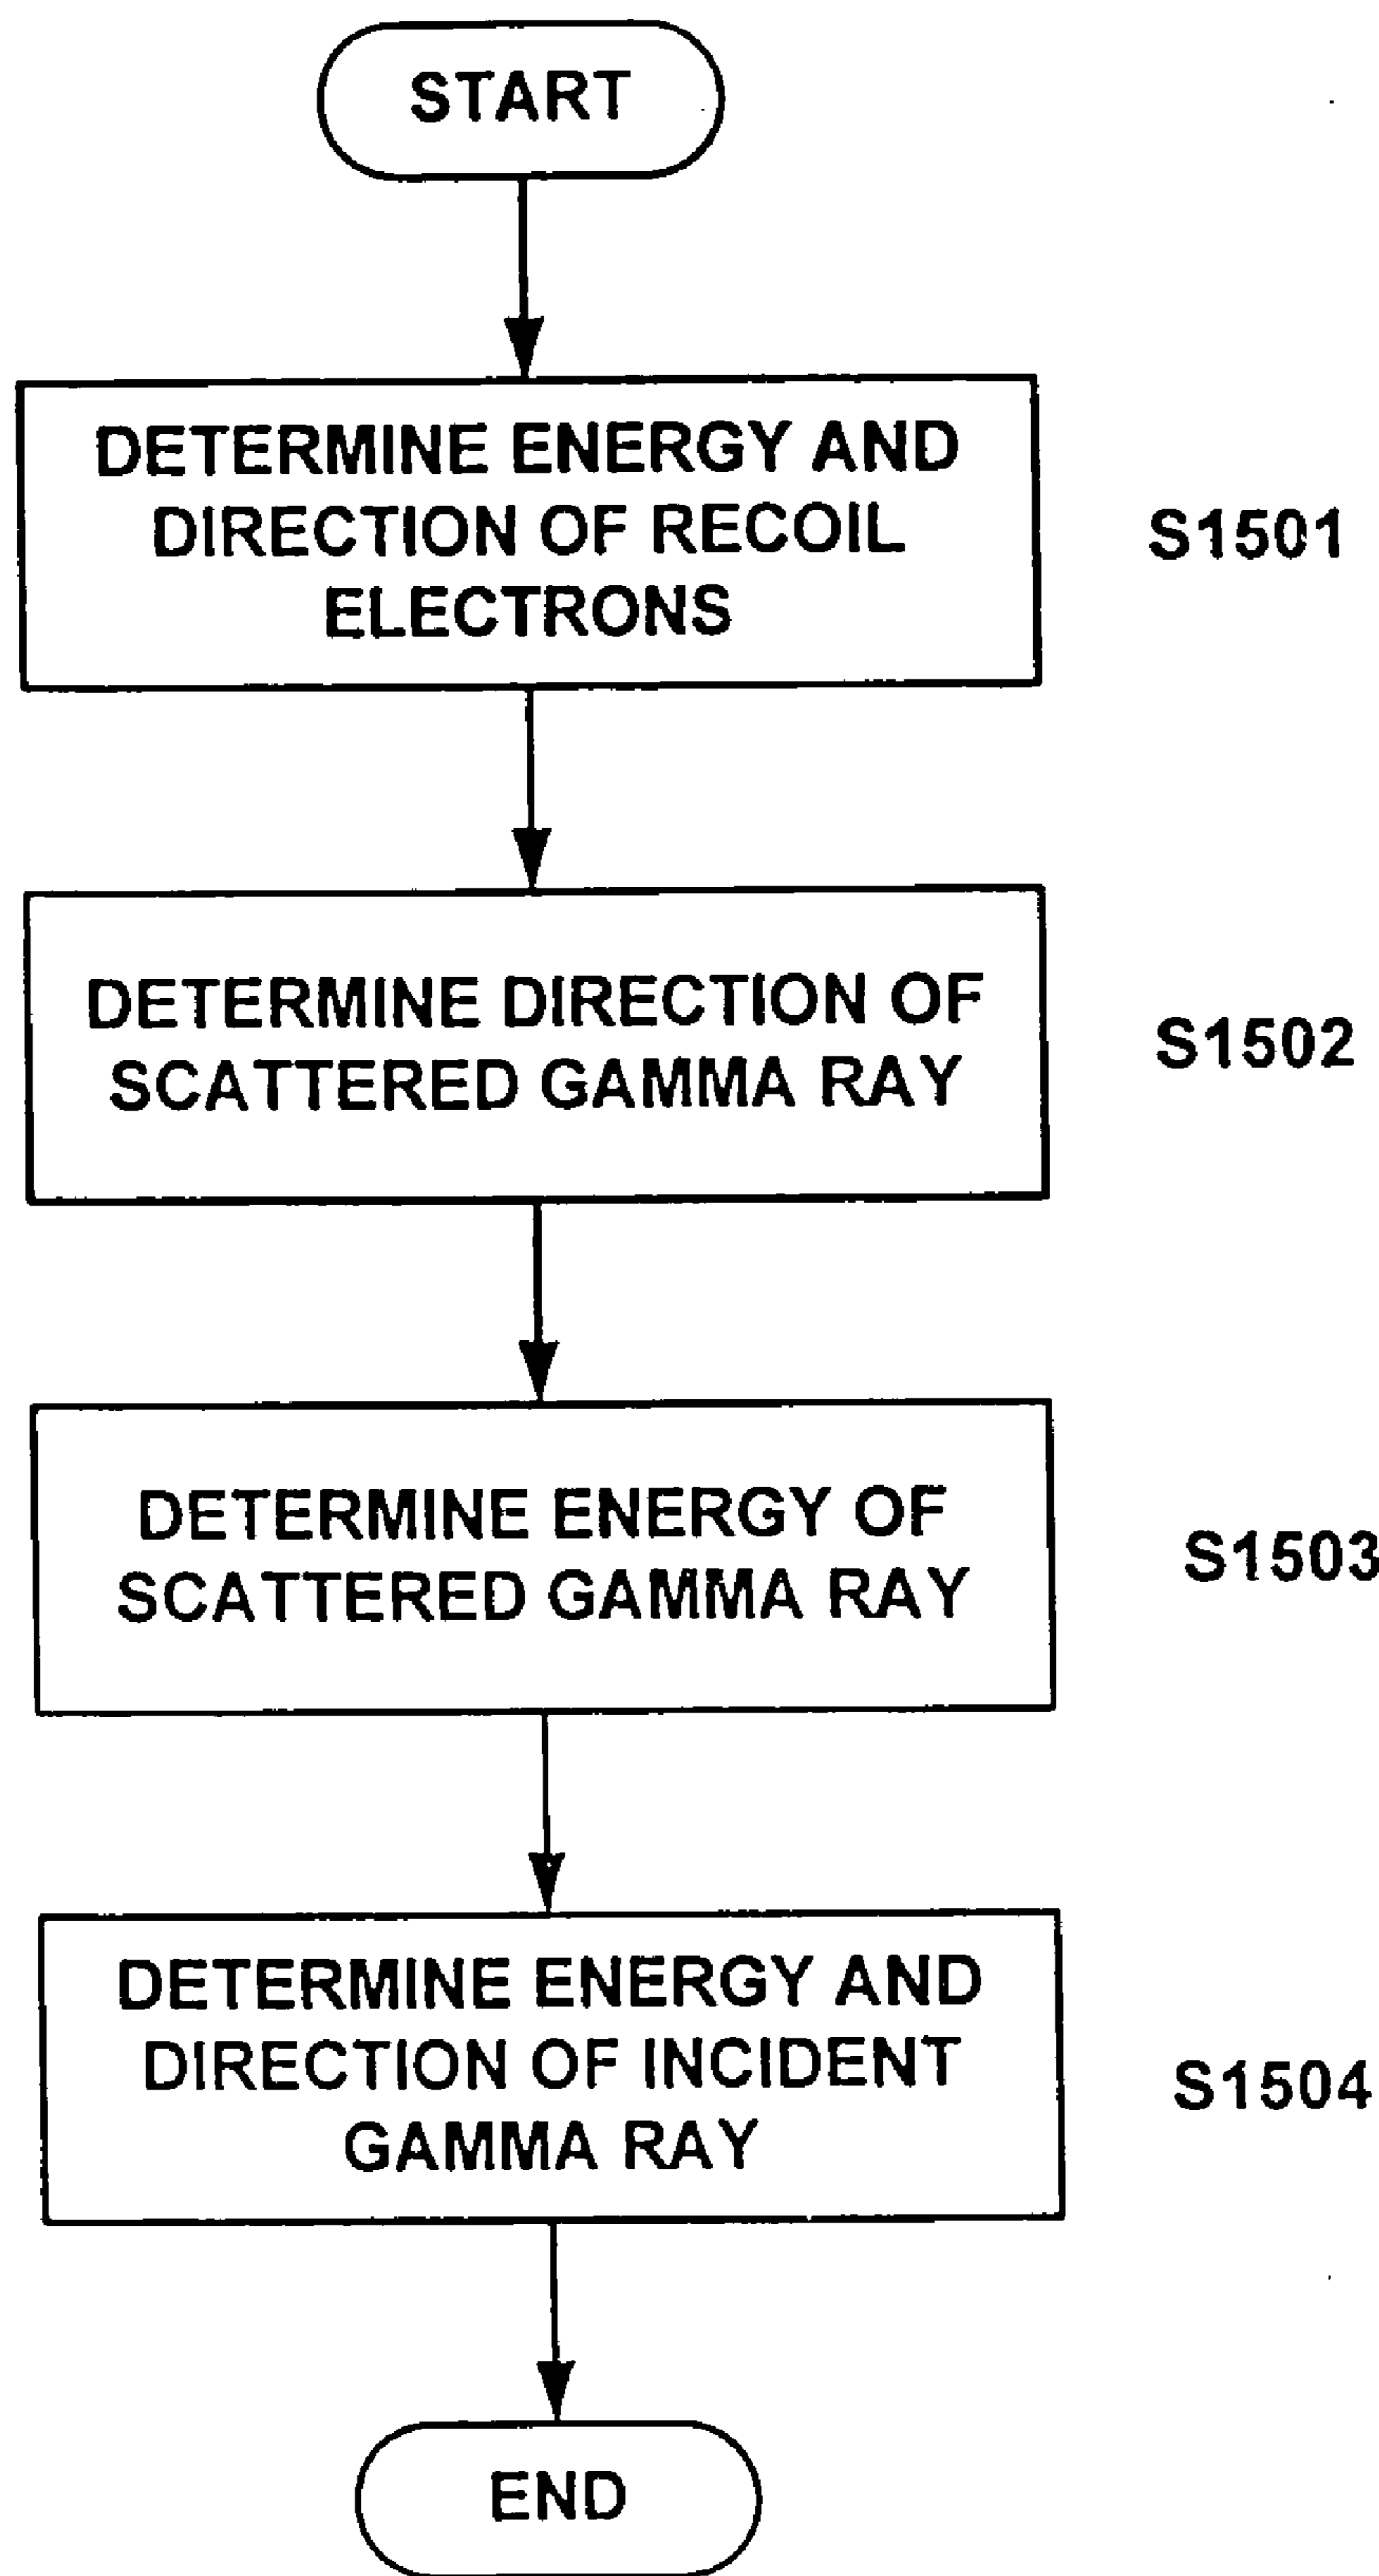 START
DETERMINE ENERGY AND
DIRECTION OF RECOIL
ELECTRONS
S1501
DETERMINE DIRECTION OF
SCATTERED GAMMA RAY
S1502
DETERMINE ENERGY OF
SCATTERED GAMMA RAY
S1503
DETERMINE ENERGY AND
DIRECTION OF INCIDENT
GAMMA RAY
S1504
END